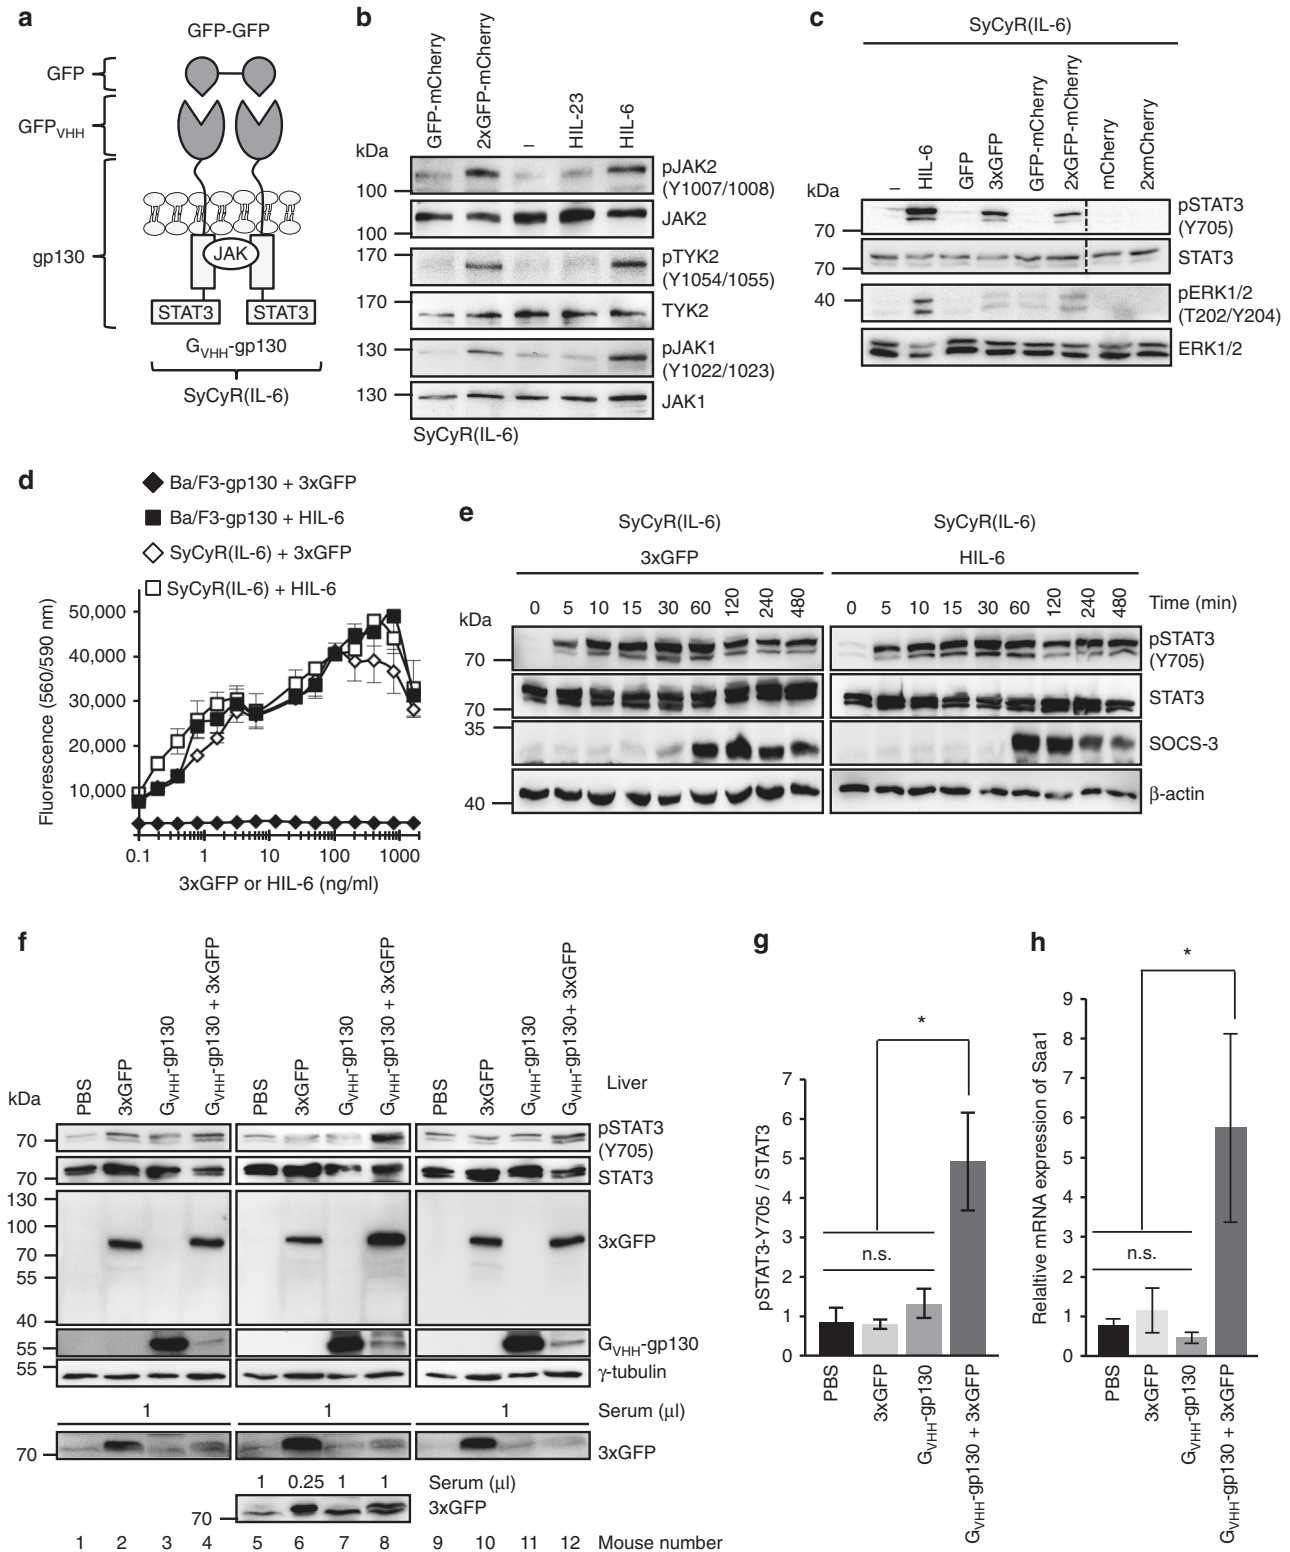 a
GFP-GFP
GFP
GFPVHH
gp130
JAK
STAT3 STAT3
GVHH-gp130
SyCyR(IL-6)
b
GFP-mCherry
2xGFP-mCherry
–
HIL-23
HIL-6
kDa
100
pJAK2
(Y1007/1008)
100
JAK2
170
pTYK2
(Y1054/1055)
170
TYK2
130
pJAK1
(Y1022/1023)
130
JAK1
SyCyR(IL-6)
c
SyCyR(IL-6)
–
HIL-6
GFP
3xGFP
GFP-mCherry
2xGFP-mCherry
mCherry
2xmCherry
kDa
70
pSTAT3
(Y705)
70
STAT3
40
pERK1/2
(T202/Y204)
ERK1/2
d
Ba/F3-gp130 + 3xGFP
Ba/F3-gp130 + HIL-6
SyCyR(IL-6) + 3xGFP
SyCyR(IL-6) + HIL-6
Fluorescence (560/590 nm)
50,000
40,000
30,000
20,000
10,000
0.1 1 10 100 1000
3xGFP or HIL-6 (ng/ml)
e
SyCyR(IL-6) SyCyR(IL-6)
3xGFP HIL-6
0 5 10 15 30 60 120 240 480 0 5 10 15 30 60 120 240 480 Time (min)
kDa
70
pSTAT3
(Y705)
70
STAT3
35
SOCS-3
40
β-actin
f
PBS
3xGFP
GVHH-gp130
GVHH-gp130 + 3xGFP
PBS
3xGFP
GVHH-gp130
GVHH-gp130 + 3xGFP
PBS
3xGFP
GVHH-gp130
GVHH-gp130+ 3xGFP
Liver
kDa
70
pSTAT3
(Y705)
70
STAT3
130
100
70
55
40
3xGFP
55
GVHH-gp130
55
γ-tubulin
1 1 1 Serum (μl)
70
3xGFP
1 0.25 1 1 Serum (μl)
70
3xGFP
1 2 3 4 5 6 7 8 9 10 11 12 Mouse number
g
pSTAT3-Y705 / STAT3
7
6
5
4
3
2
1
0
*
n.s.
PBS
3xGFP
GVHH-gp130
GVHH-gp130 + 3xGFP
h
Relaltive mRNA expression of Saa1
9
8
7
6
5
4
3
2
1
0
*
n.s.
PBS
3xGFP
GVHH-gp130
GVHH-gp130 + 3xGFP